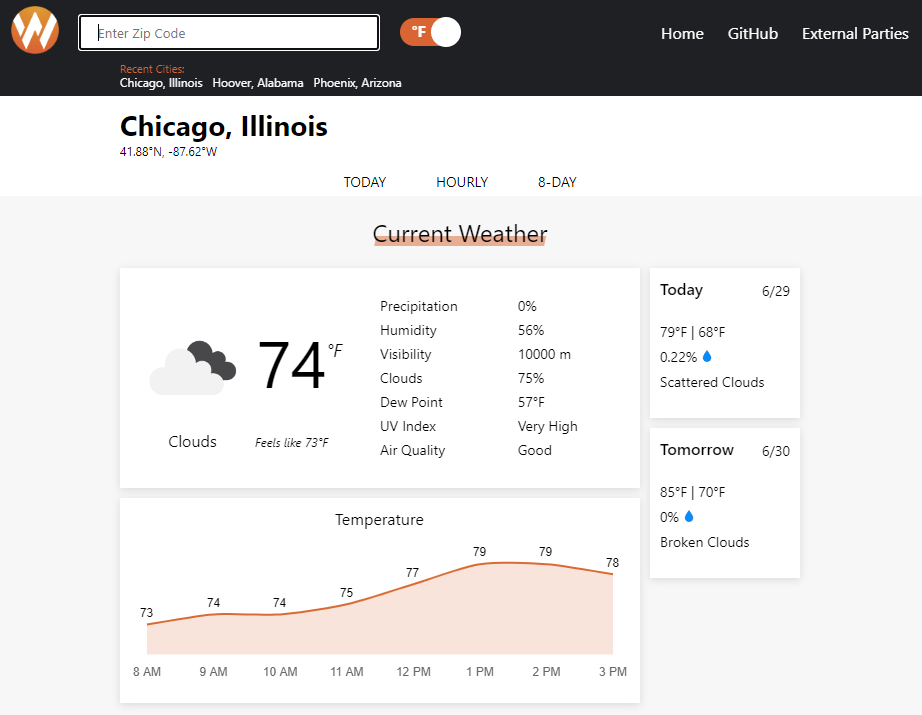 W
Enter Zip Code
°F
Home GitHub External Parties
Recent Cities:
Chicago, Illinois Hoover, Alabama Phoenix, Arizona
Chicago, Illinois
41.88°N, -87.62°W
TODAY HOURLY 8-DAY
Current Weather
74 °F
Clouds
Feels like 73°F
Precipitation 0%
Humidity 56%
Visibility 10000 m
Clouds 75%
Dew Point 57°F
UV Index Very High
Air Quality Good
Today 6/29
79°F | 68°F
0.22%
Scattered Clouds
Tomorrow 6/30
85°F | 70°F
0%
Broken Clouds
Temperature
73 74 74 75 77 79 79 78
8 AM 9 AM 10 AM 11 AM 12 PM 1 PM 2 PM 3 PM